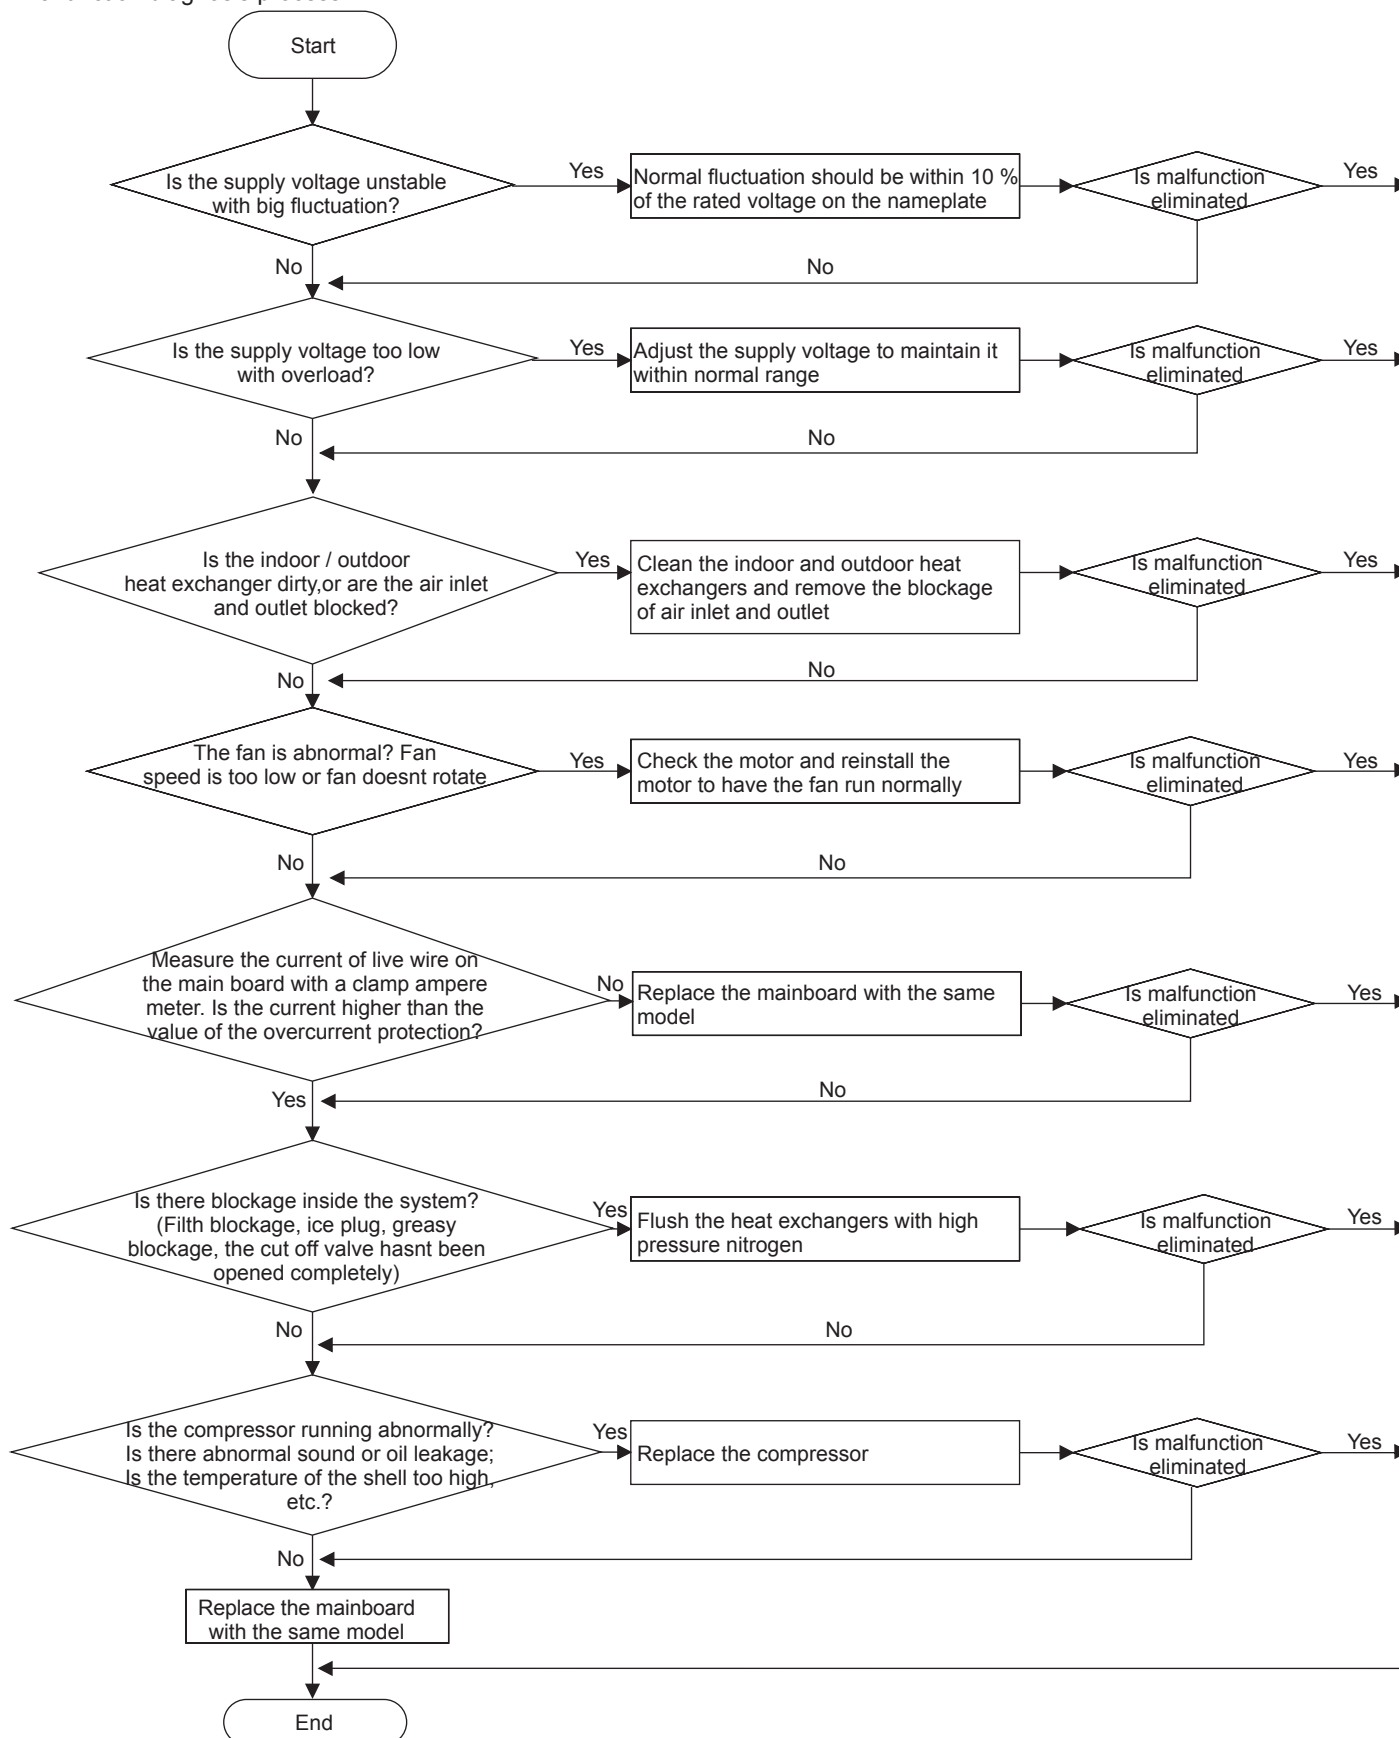 Start
Is the supply voltage unstable
with big fluctuation?
Yes
Normal fluctuation should be within 10 %
of the rated voltage on the nameplate
Is malfunction
eliminated
Yes
No
No
Is the supply voltage too low
with overload?
Yes
Adjust the supply voltage to maintain it
within normal range
Is malfunction
eliminated
Yes
No
No
Is the indoor / outdoor
heat exchanger dirty,or are the air inlet
and outlet blocked?
Yes
Clean the indoor and outdoor heat
exchangers and remove the blockage
of air inlet and outlet
Is malfunction
eliminated
Yes
No
No
The fan is abnormal? Fan
speed is too low or fan doesnt rotate
Yes
Check the motor and reinstall the
motor to have the fan run normally
Is malfunction
eliminated
Yes
No
No
Measure the current of live wire on
the main board with a clamp ampere
meter. Is the current higher than the
value of the overcurrent protection?
No
Replace the mainboard with the same
model
Is malfunction
eliminated
Yes
Yes
No
Is there blockage inside the system?
(Filth blockage, ice plug, greasy
blockage, the cut off valve hasnt been
opened completely)
Yes
Flush the heat exchangers with high
pressure nitrogen
Is malfunction
eliminated
Yes
No
No
Is the compressor running abnormally?
Is there abnormal sound or oil leakage;
Is the temperature of the shell too high,
etc.?
Yes
Replace the compressor
Is malfunction
eliminated
Yes
No
Replace the mainboard
with the same model
End